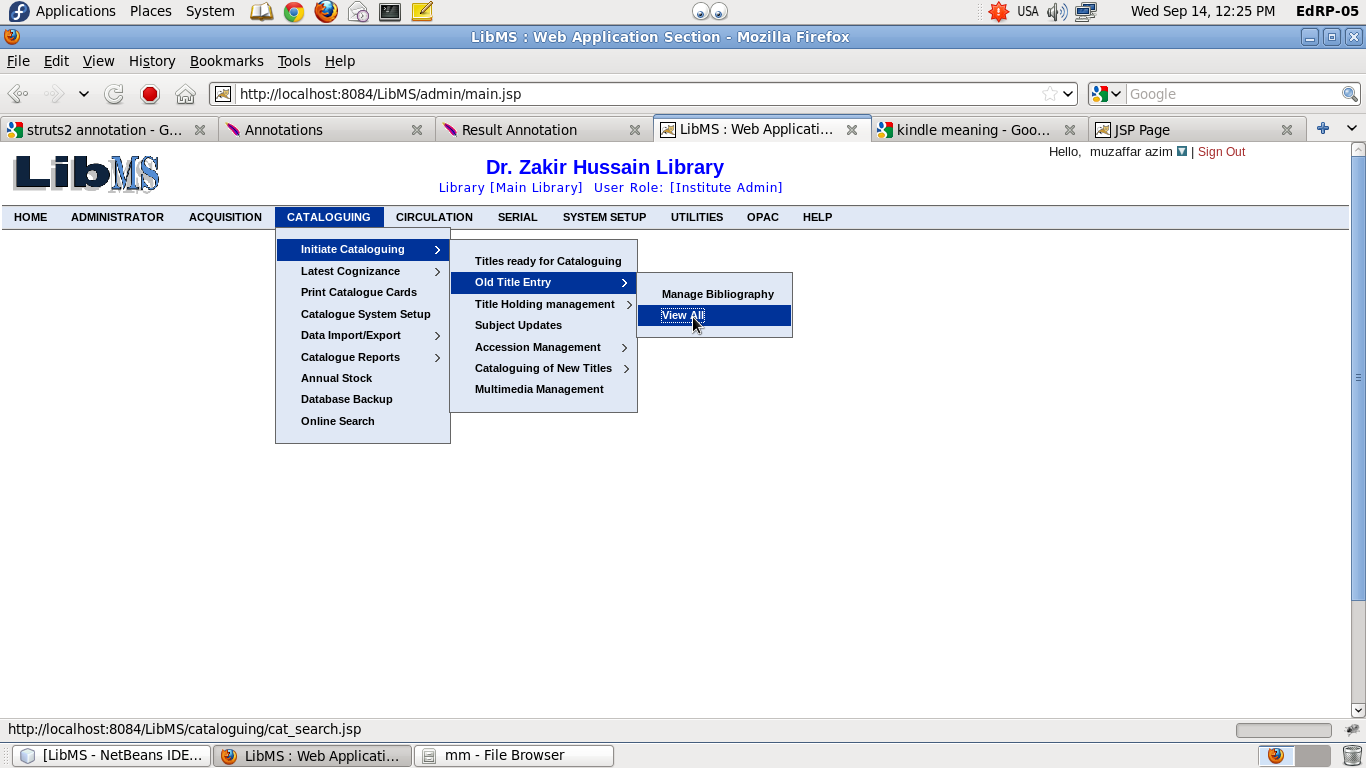 Applications Places System USA Wed Sep 14, 12:25 PM EdRP-05
LibMS : Web Application Section - Mozilla Firefox
File Edit View History Bookmarks Tools Help
http://localhost:8084/LibMS/admin/main.jsp Google
struts2 annotation - G... Annotations Result Annotation LibMS : Web Applicati... kindle meaning - Goo... JSP Page
Hello, muzaffar azim | Sign Out
LibMS
Dr. Zakir Hussain Library
Library [Main Library] User Role: [Institute Admin]
HOME ADMINISTRATOR ACQUISITION CATALOGUING CIRCULATION SERIAL SYSTEM SETUP UTILITIES OPAC HELP
Initiate Cataloguing
Latest Cognizance
Print Catalogue Cards
Catalogue System Setup
Data Import/Export
Catalogue Reports
Annual Stock
Database Backup
Online Search
Titles ready for Cataloguing
Old Title Entry
Title Holding management
Subject Updates
Accession Management
Cataloguing of New Titles
Multimedia Management
Manage Bibliography
View All
http://localhost:8084/LibMS/cataloguing/cat_search.jsp
[LibMS - NetBeans IDE... LibMS : Web Applicati... mm - File Browser